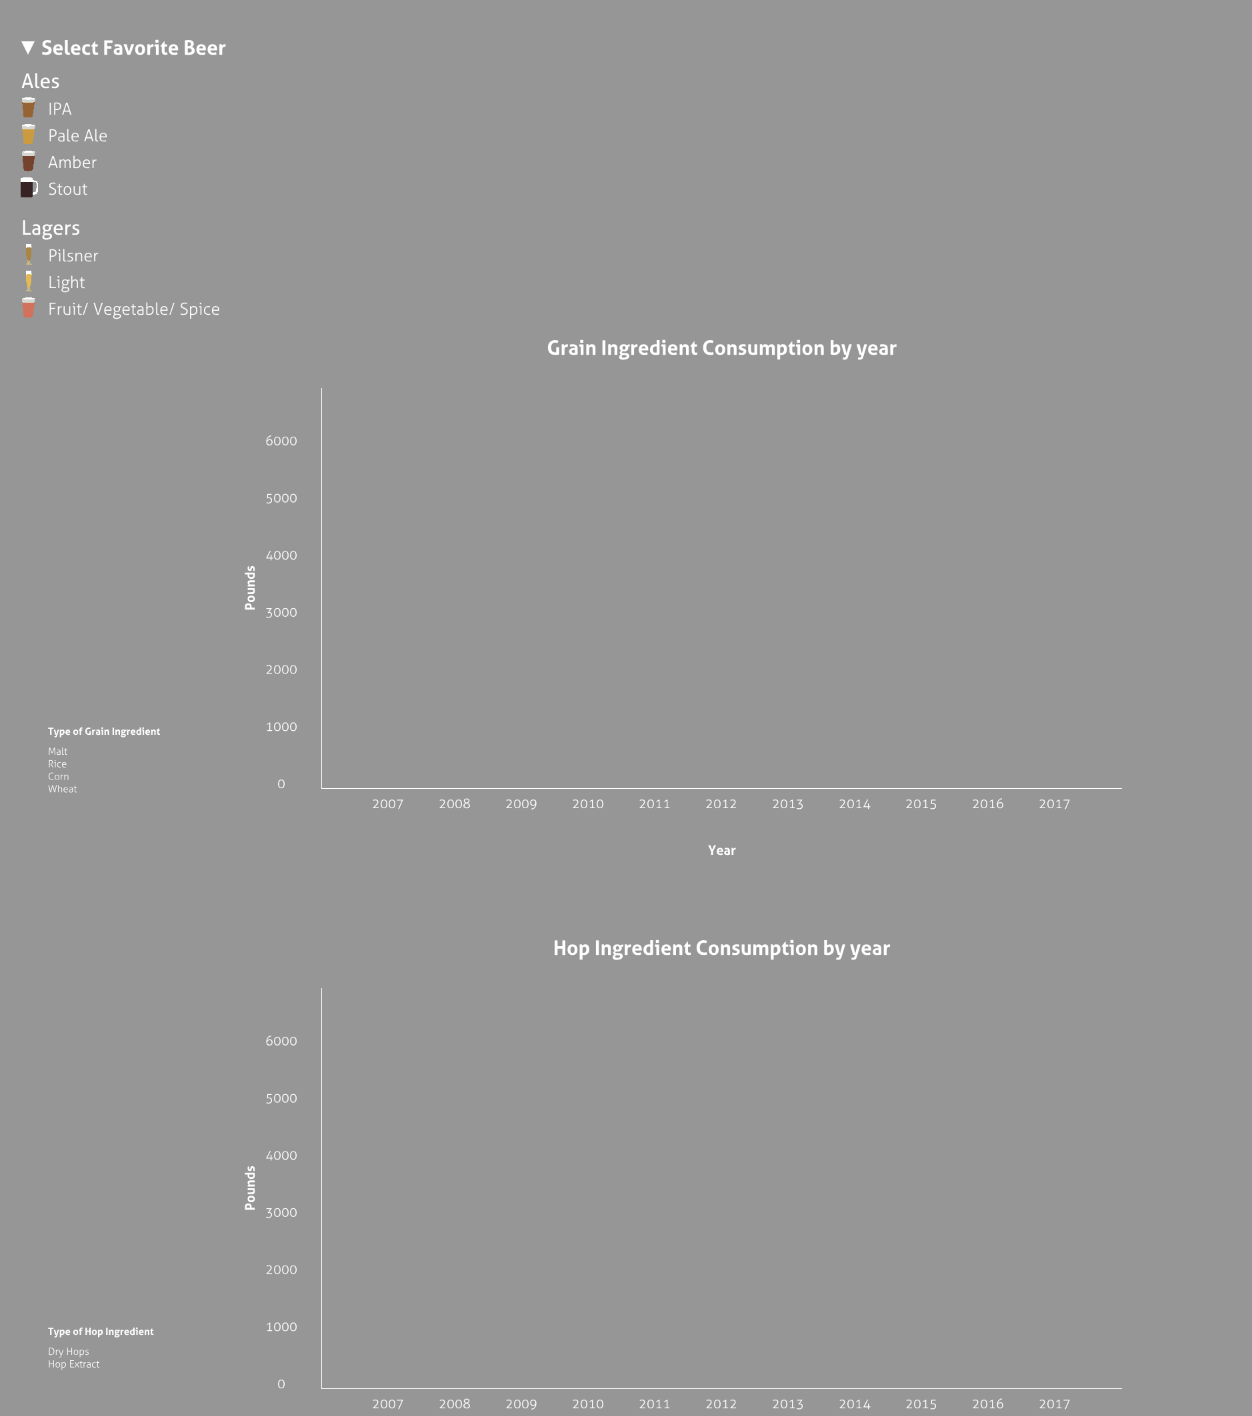 ▼ Select Favorite Beer
Ales
IPA
Pale Ale
Amber
Stout
Lagers
Pilsner
Light
Fruit/ Vegetable/ Spice
Grain Ingredient Consumption by year
6000
5000
4000
Pounds
3000
2000
1000
0
Type of Grain Ingredient
Malt
Rice
Corn
Wheat
2007 2008 2009 2010 2011 2012 2013 2014 2015 2016 2017
Year
Hop Ingredient Consumption by year
6000
5000
4000
Pounds
3000
2000
1000
0
Type of Hop Ingredient
Dry Hops
Hop Extract
2007 2008 2009 2010 2011 2012 2013 2014 2015 2016 2017